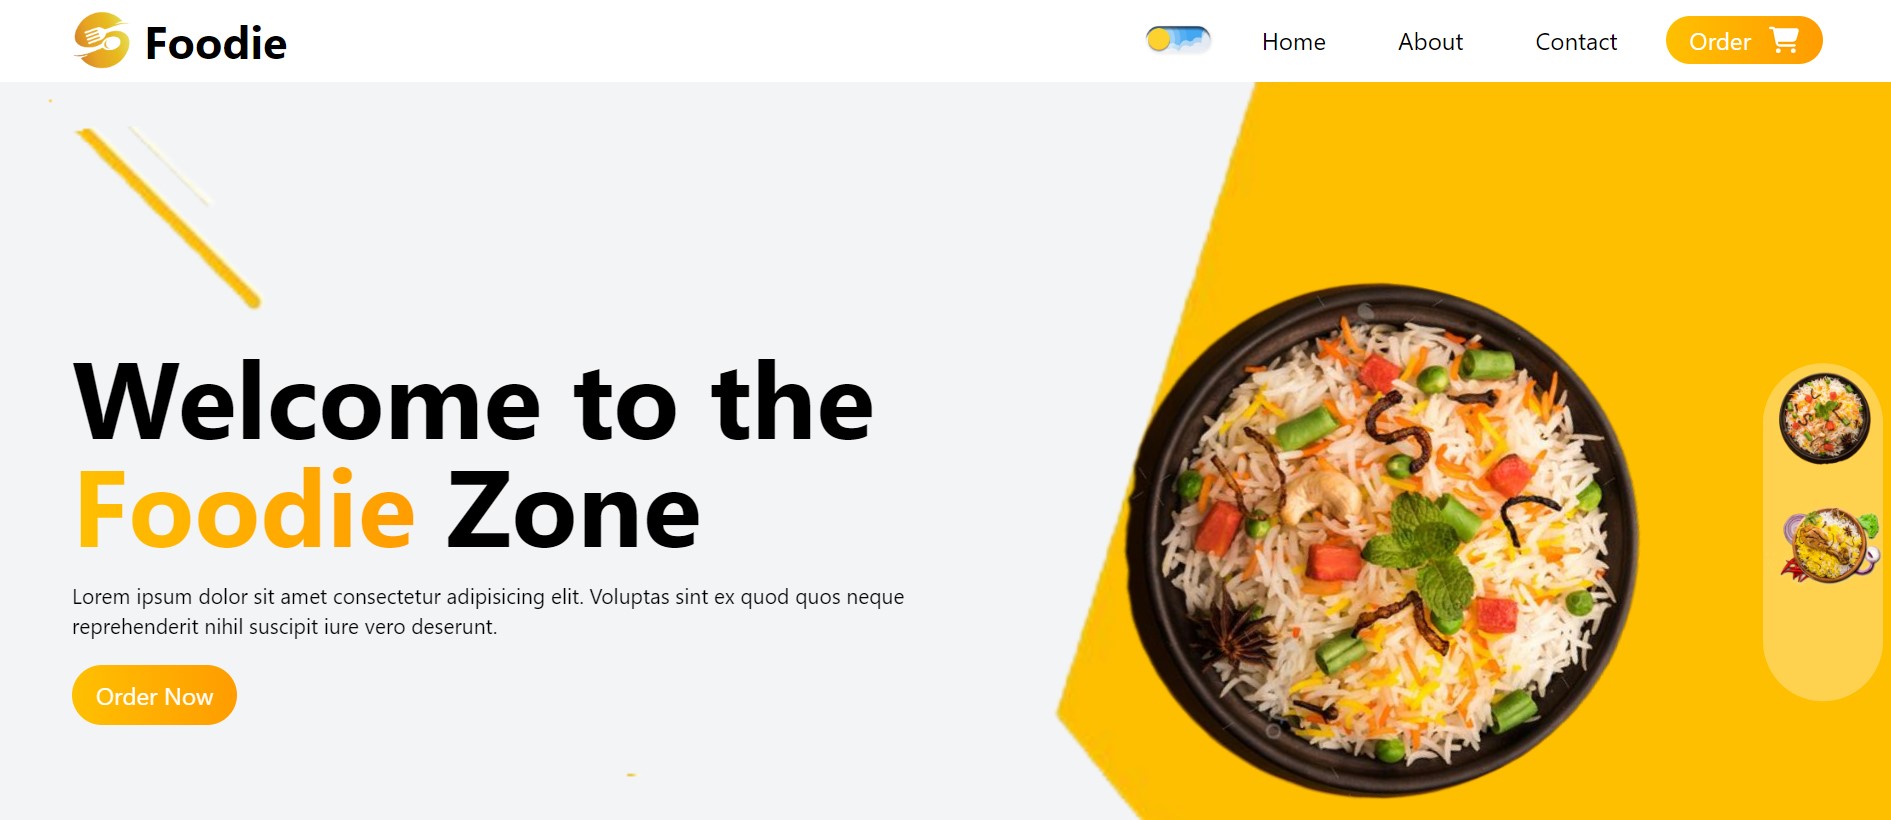 Foodie
Home
About
Contact
Order
Welcome to the
Foodie Zone
Lorem ipsum dolor sit amet consectetur adipisicing elit. Voluptas sint ex quod quos neque
reprehenderit nihil suscipit iure vero deserunt.
Order Now